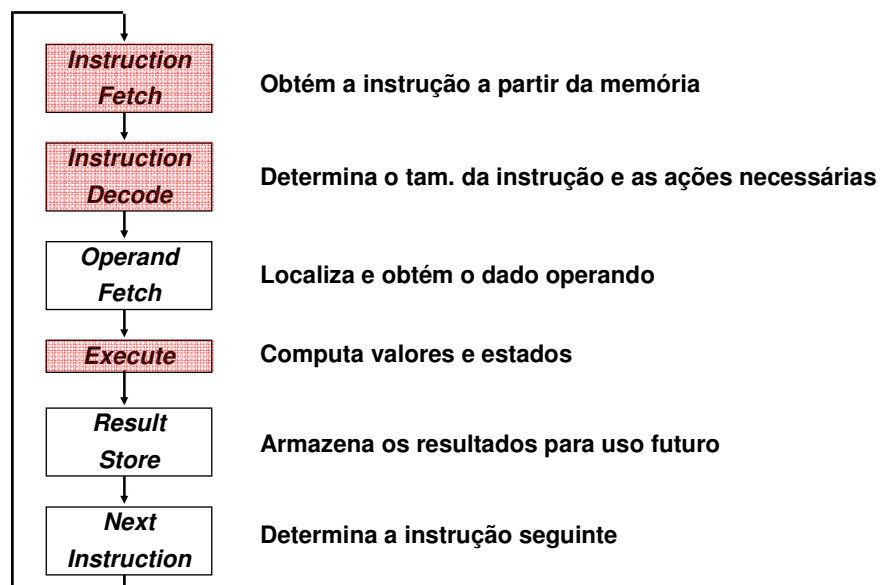 Instruction
Fetch
Obtém a instrução a partir da memória
Instruction
Decode
Determina o tam. da instrução e as ações necessárias
Operand
Fetch
Localiza e obtém o dado operando
Execute
Computa valores e estados
Result
Store
Armazena os resultados para uso futuro
Next
Instruction
Determina a instrução seguinte